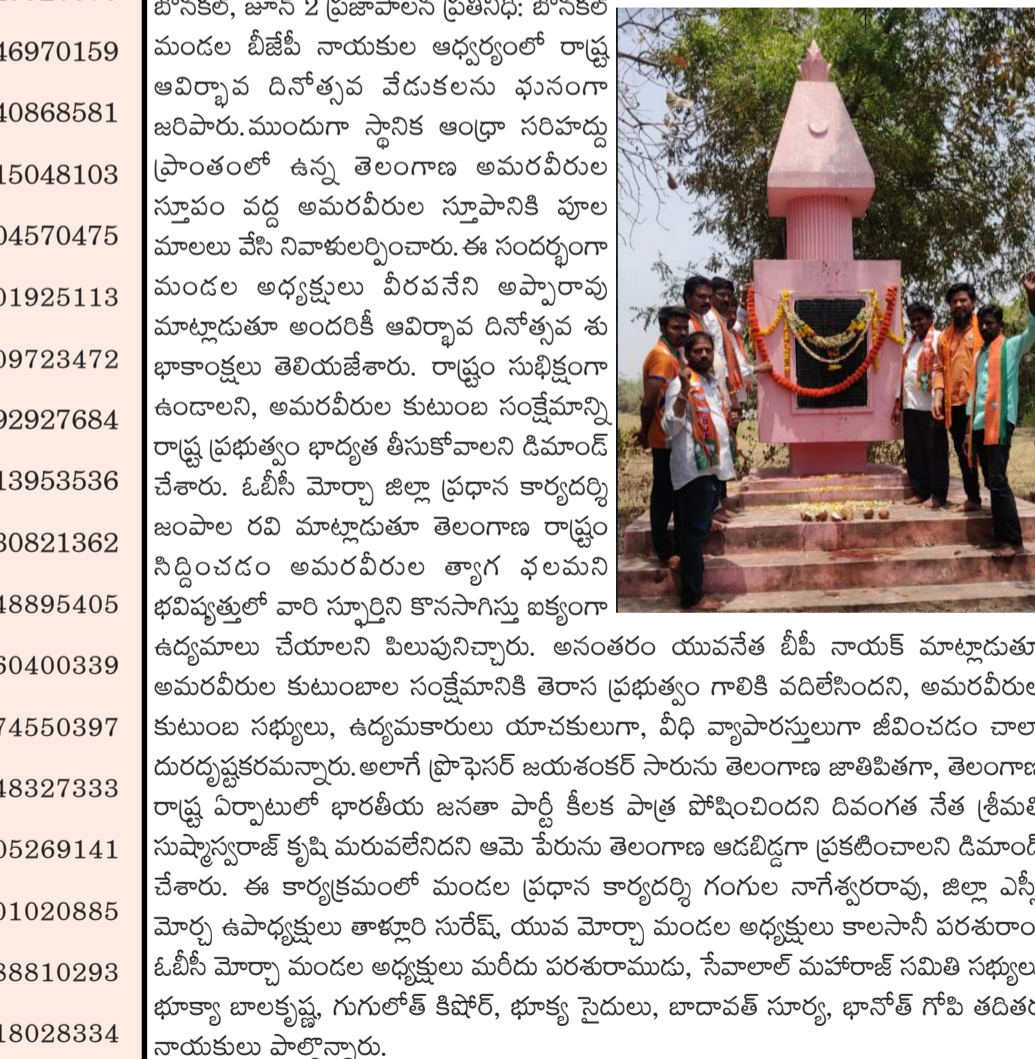 46970159
40868581
15048103
04570475
01925113
09723472
92927684
13953536
30821362
48895405
60400339
74550397
48327333
05269141
01020885
38810293
18028334
బోనకల్, జూన్ 2 ప్రజాపాలన ప్రతినిధి: బోనకల్
మండల బీజేపీ నాయకుల ఆధ్వర్యంలో రాష్ట్ర
ఆవిర్భావ దినోత్సవ వేడుకలను ఘనంగా
జరిపారు.ముందుగా స్థానిక ఆంధ్రా సరిహద్దు
ప్రాంతంలో ఉన్న తెలంగాణ అమరవీరుల
స్తూపం వద్ద అమరవీరుల స్తూపానికి పూల
మాలలు వేసి నివాళులర్పించారు.ఈ సందర్భంగా
మండల అధ్యక్షులు వీరపనేని అప్పారావు
మాట్లాడుతూ అందరికీ ఆవిర్భావ దినోత్సవ శు
భాకాంక్షలు తెలియజేశారు. రాష్ట్రం సుభిక్షంగా
ఉండాలని, అమరవీరుల కుటుంబ సంక్షేమాన్ని
రాష్ట్ర ప్రభుత్వం భాద్యత తీసుకోవాలని డిమాండ్
చేశారు. ఓబీసీ మోర్చా జిల్లా ప్రధాన కార్యదర్శి
జంపాల రవి మాట్లాడుతూ తెలంగాణ రాష్ట్రం
సిద్దించడం అమరవీరుల త్యాగ ఫలమని
భవిష్యత్తులో వారి స్ఫూర్తిని కొనసాగిస్తు ఐక్యంగా
ఉద్యమాలు చేయాలని పిలుపునిచ్చారు. అనంతరం యువనేత బీపీ నాయక్ మాట్లాడుతూ
అమరవీరుల కుటుంబాల సంక్షేమానికి తెరాస ప్రభుత్వం గాలికి వదిలేసిందని, అమరవీరుల
కుటుంబ సభ్యులు, ఉద్యమకారులు యాచకులుగా, వీధి వ్యాపారస్తులుగా జీవించడం చాలా
దురదృష్టకరమన్నారు.అలాగే ప్రొఫెసర్ జయశంకర్ సారును తెలంగాణ జాతిపితగా, తెలంగాణ
రాష్ట్ర ఏర్పాటులో భారతీయ జనతా పార్టీ కీలక పాత్ర పోషించిందని దివంగత నేత శ్రీమతి
సుష్మాస్వరాజ్ కృషి మరువలేనిదని ఆమె పేరును తెలంగాణ ఆడబిడ్డగా ప్రకటించాలని డిమాండ్
చేశారు. ఈ కార్యక్రమంలో మండల ప్రధాన కార్యదర్శి గంగుల నాగేశ్వరరావు, జిల్లా ఎస్సీ
మోర్చ ఉపాధ్యక్షులు తాళ్లూరి సురేష్, యువ మోర్చా మండల అధ్యక్షులు కాలసానీ పరశురాం,
ఓబీసీ మోర్చా మండల అధ్యక్షులు మరీదు పరశురాముడు, సేవాలాల్ మహారాజ్ సమితి సభ్యులు
భూక్యా బాలకృష్ణ, గుగులోత్ కిషోర్, భూక్య సైదులు, బాదావత్ సూర్య, భానోత్ గోపి తదితర
నాయకులు పాల్గొన్నారు.